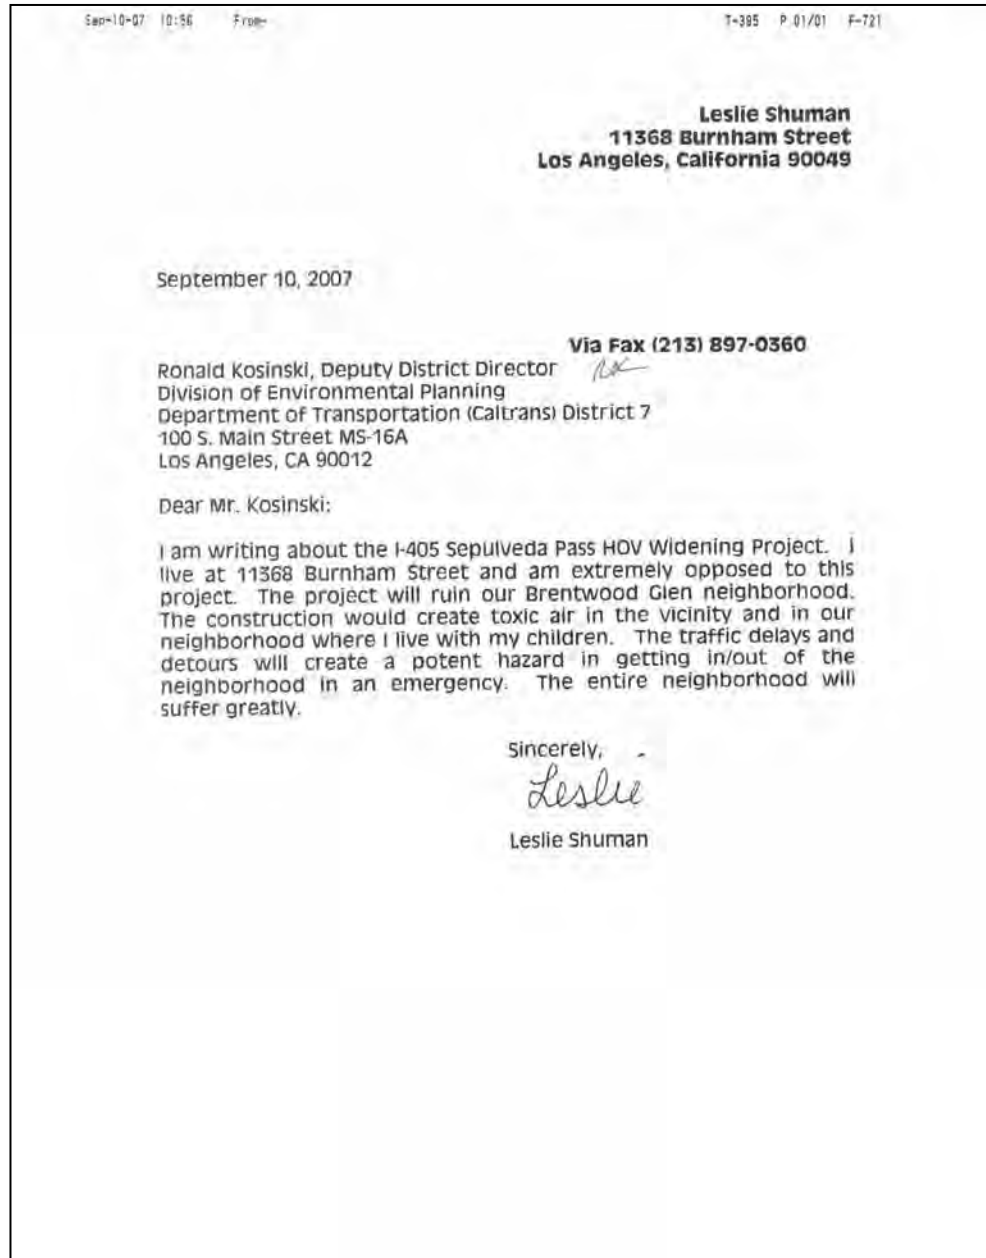 Sep-10-07 10:56 From- T-395 P.01/01 F-721
Leslie Shuman
11368 Burnham Street
Los Angeles, California 90049
September 10, 2007
Via Fax (213) 897-0360
Ronald Kosinski, Deputy District Director
Division of Environmental Planning
Department of Transportation (Caltrans) District 7
100 S. Main Street MS-16A
Los Angeles, CA 90012
Dear Mr. Kosinski:
I am writing about the I-405 Sepulveda Pass HOV Widening Project. I
live at 11368 Burnham Street and am extremely opposed to this
project. The project will ruin our Brentwood Glen neighborhood.
The construction would create toxic air in the vicinity and in our
neighborhood where I live with my children. The traffic delays and
detours will create a potent hazard in getting in/out of the
neighborhood in an emergency. The entire neighborhood will
suffer greatly.
Sincerely,
Leslie
Leslie Shuman